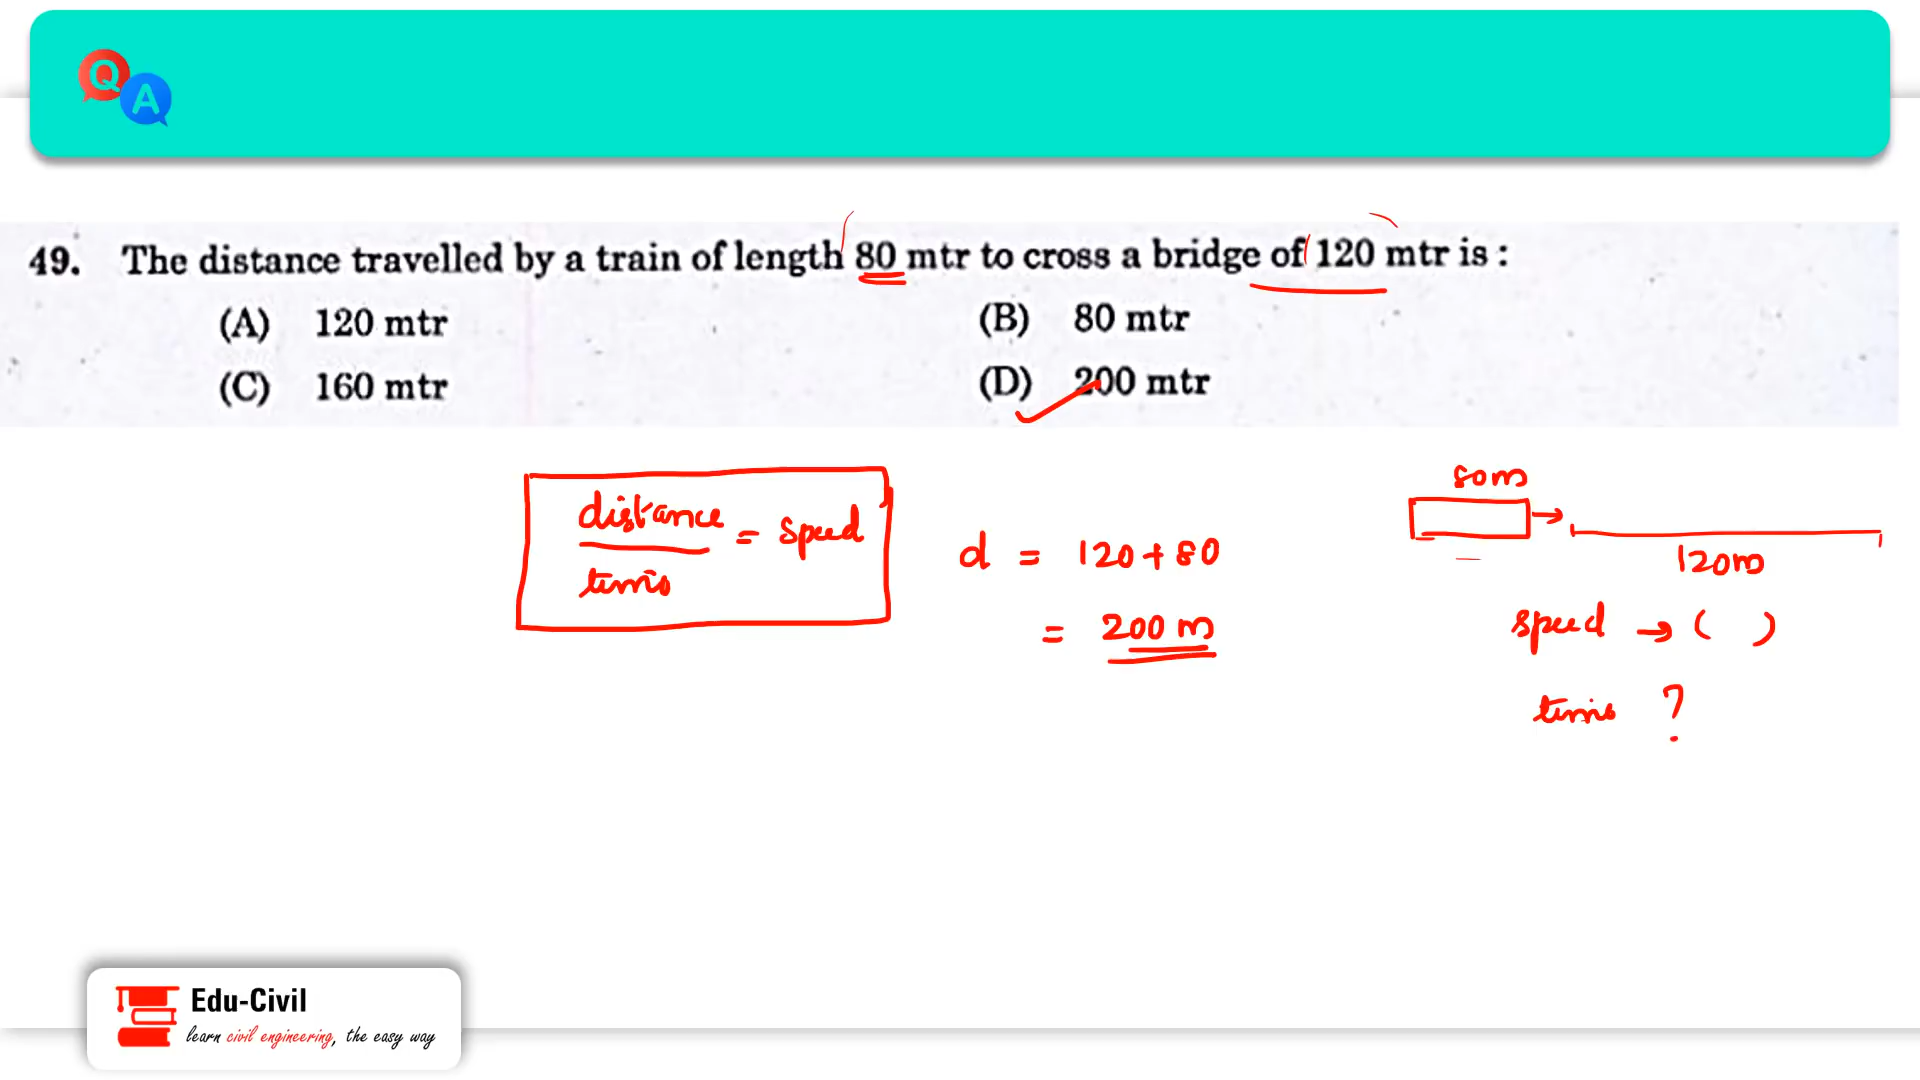 Q
A
49. The distance travelled by a train of length 80 mtr to cross a bridge of 120 mtr is :
(A) 120 mtr
(B) 80 mtr
(C) 160 mtr
(D) 200 mtr
80m
distance
= speed
time
d = 120 + 80
120m
= 200 m
speed → ( )
time ?
Edu-Civil
learn civil engineering, the easy way